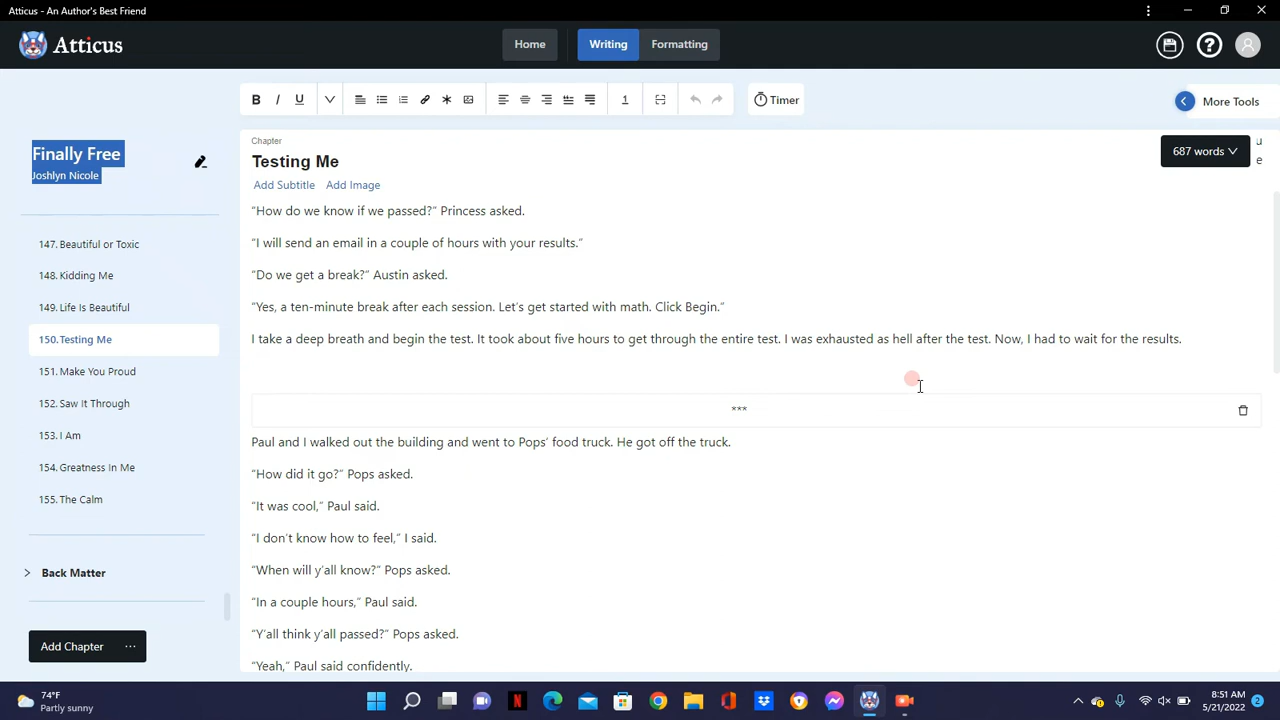 Atticus - An Author's Best Friend
Atticus
Home
Writing
Formatting
B I U
1
Timer
More Tools
Finally Free
Joshlyn Nicole
147. Beautiful or Toxic
148. Kidding Me
149. Life Is Beautiful
150. Testing Me
151. Make You Proud
152. Saw It Through
153. I Am
154. Greatness In Me
155. The Calm
Back Matter
Add Chapter ...
Chapter
Testing Me
687 words
u
e
Add Subtitle Add Image
“How do we know if we passed?” Princess asked.
“I will send an email in a couple of hours with your results.”
“Do we get a break?” Austin asked.
“Yes, a ten-minute break after each session. Let’s get started with math. Click Begin.”
I take a deep breath and begin the test. It took about five hours to get through the entire test. I was exhausted as hell after the test. Now, I had to wait for the results.
***
Paul and I walked out the building and went to Pops’ food truck. He got off the truck.
“How did it go?” Pops asked.
“It was cool,” Paul said.
“I don’t know how to feel,” I said.
“When will y’all know?” Pops asked.
“In a couple hours,” Paul said.
“Y’all think y’all passed?” Pops asked.
“Yeah,” Paul said confidently.
74°F
Partly sunny
8:51 AM
5/21/2022
2